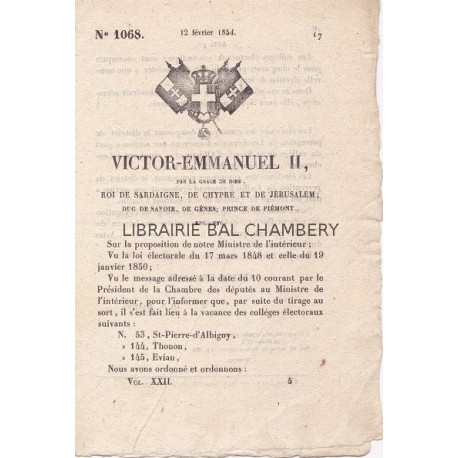 Nº 1068.
12 février 1854.
17
VICTOR-EMMANUEL II,
PAR LA GRACE DE DIEU,
ROI DE SARDAIGNE, DE CHYPRE ET DE JÉRUSALEM;
DUC DE SAVOIE, DE GÊNES; PRINCE DE PIÉMONT,
LIBRAIRIE BAL CHAMBERY
Sur la proposition de notre Ministre de l'intérieur;
Vu la loi électorale du 17 mars 1848 et celle du 19
janvier 1850;
Vu le message adressé à la date du 10 courant par le
Président de la Chambre des députés au Ministre de
l'intérieur, pour l'informer que, par suite du tirage au
sort, il s'est fait lieu à la vacance des colléges électoraux
suivants:
N. 53, St-Pierre-d'Albigny,
» 144, Thonon,
» 145, Evian,
Nous avons ordonné et ordonnons:
VOL. XXII.
5